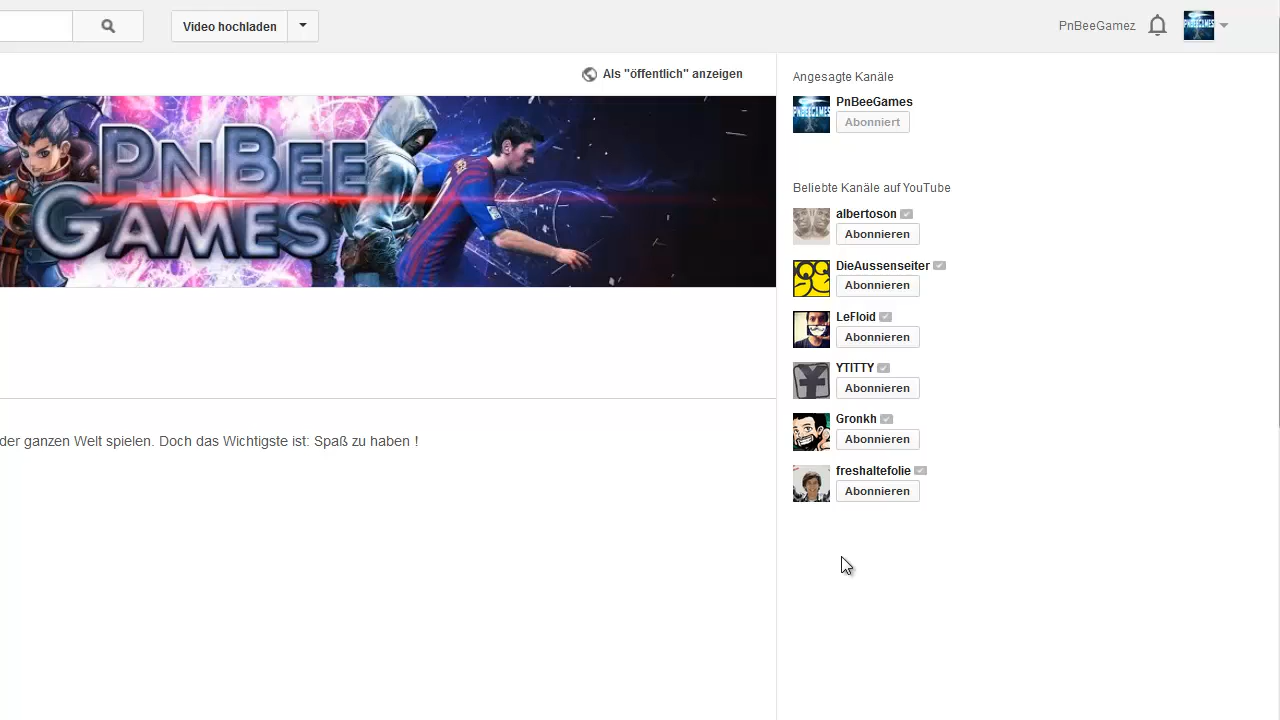 Video hochladen
PnBeeGamez
Als "öffentlich" anzeigen
PnBee
Games
der ganzen Welt spielen. Doch das Wichtigste ist: Spaß zu haben !
Angesagte Kanäle
PnBeeGames
Abonniert
Beliebte Kanäle auf YouTube
albertoson
Abonnieren
DieAussenseiter
Abonnieren
LeFloid
Abonnieren
YTITTY
Abonnieren
Gronkh
Abonnieren
freshaltefolie
Abonnieren